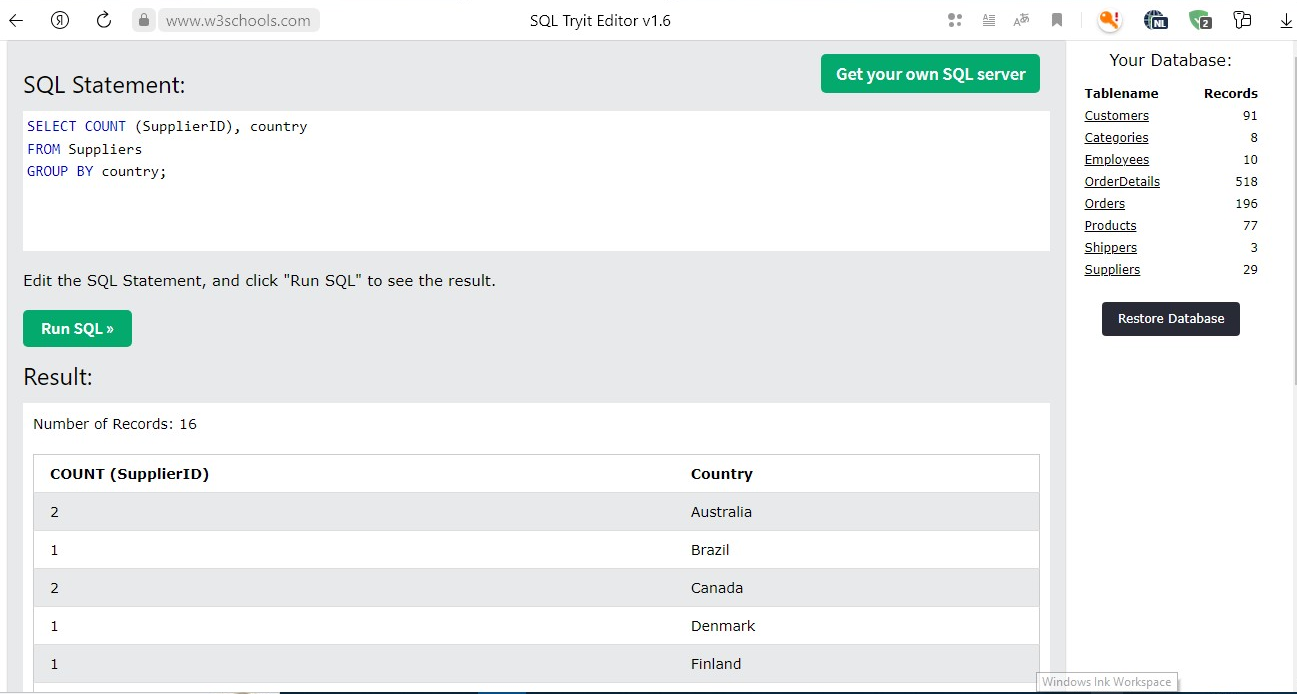 Я
www.w3schools.com
SQL Tryit Editor v1.6
NL
2
Get your own SQL server
SQL Statement:
SELECT COUNT (SupplierID), country
FROM Suppliers
GROUP BY country;
Edit the SQL Statement, and click "Run SQL" to see the result.
Run SQL »
Result:
Number of Records: 16
COUNT (SupplierID) Country
2 Australia
1 Brazil
2 Canada
1 Denmark
1 Finland
Your Database:
Tablename Records
Customers 91
Categories 8
Employees 10
OrderDetails 518
Orders 196
Products 77
Shippers 3
Suppliers 29
Restore Database
Windows Ink Workspace